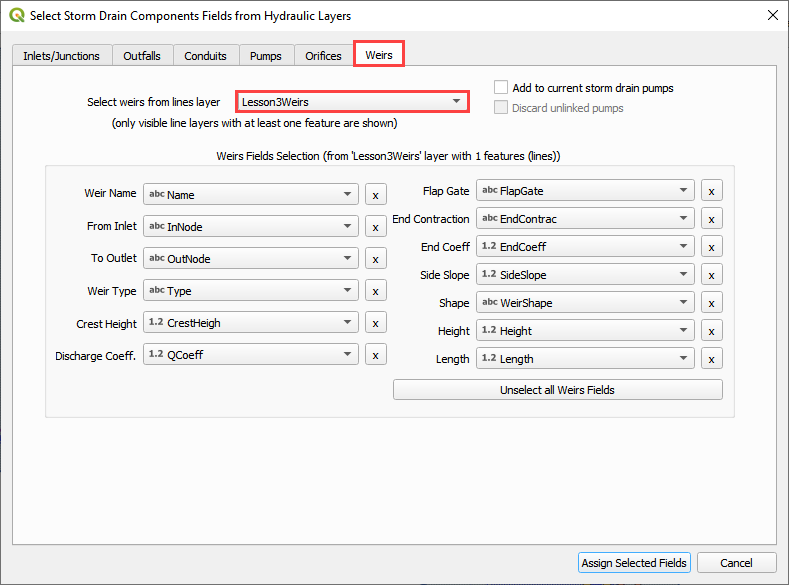 Select Storm Drain Components Fields from Hydraulic Layers
Inlets/Junctions Outfalls Conduits Pumps Orifices Weirs
Select weirs from lines layer Lesson3Weirs
(only visible line layers with at least one feature are shown)
Add to current storm drain pumps
Discard unlinked pumps
Weirs Fields Selection (from 'Lesson3Weirs' layer with 1 features (lines))
Weir Name abc Name x
From Inlet abc InNode x
To Outlet abc OutNode x
Weir Type abc Type x
Crest Height 1.2 CrestHeigh x
Discharge Coeff. 1.2 QCoeff x
Flap Gate abc FlapGate x
End Contraction abc EndContrac x
End Coeff 1.2 EndCoeff x
Side Slope 1.2 SideSlope x
Shape abc WeirShape x
Height 1.2 Height x
Length 1.2 Length x
Unselect all Weirs Fields
Assign Selected Fields Cancel